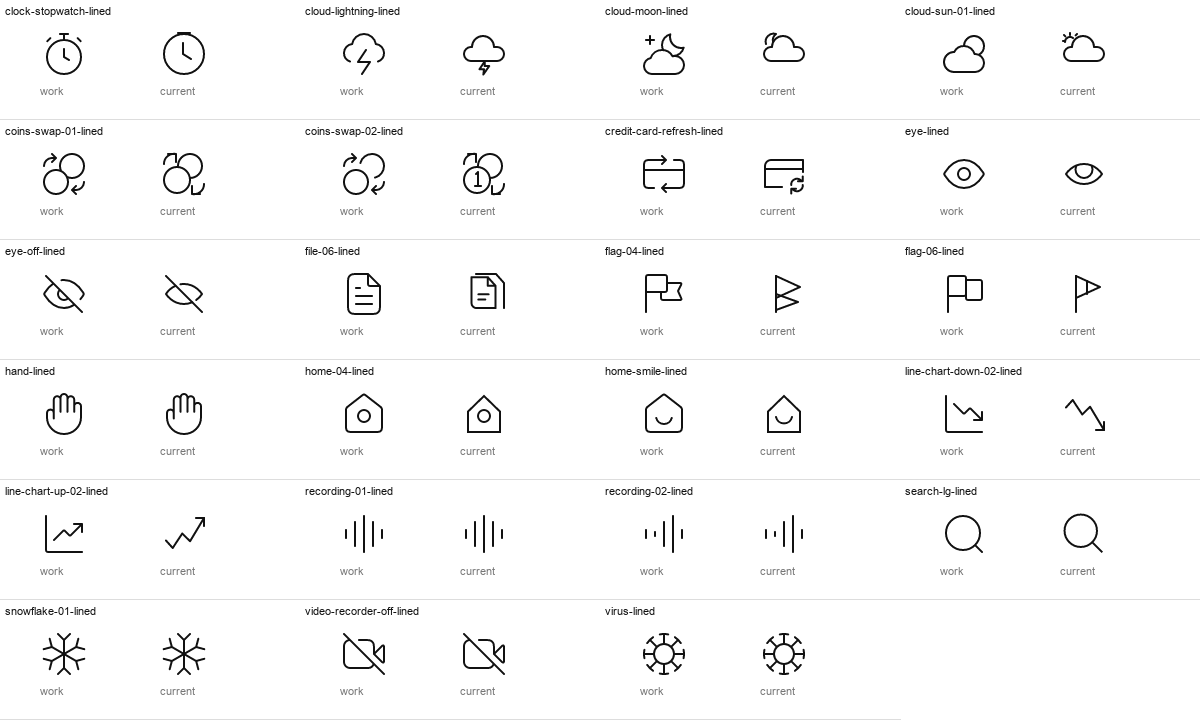 clock-stopwatch-lined
cloud-lightning-lined
cloud-moon-lined
cloud-sun-01-lined
work current
work current
work current
work current
coins-swap-01-lined
coins-swap-02-lined
credit-card-refresh-lined
eye-lined
1
work current
work current
work current
work current
eye-off-lined
file-06-lined
flag-04-lined
flag-06-lined
work current
work current
work current
work current
hand-lined
home-04-lined
home-smile-lined
line-chart-down-02-lined
work current
work current
work current
work current
line-chart-up-02-lined
recording-01-lined
recording-02-lined
search-lg-lined
work current
work current
work current
work current
snowflake-01-lined
video-recorder-off-lined
virus-lined
work current
work current
work current